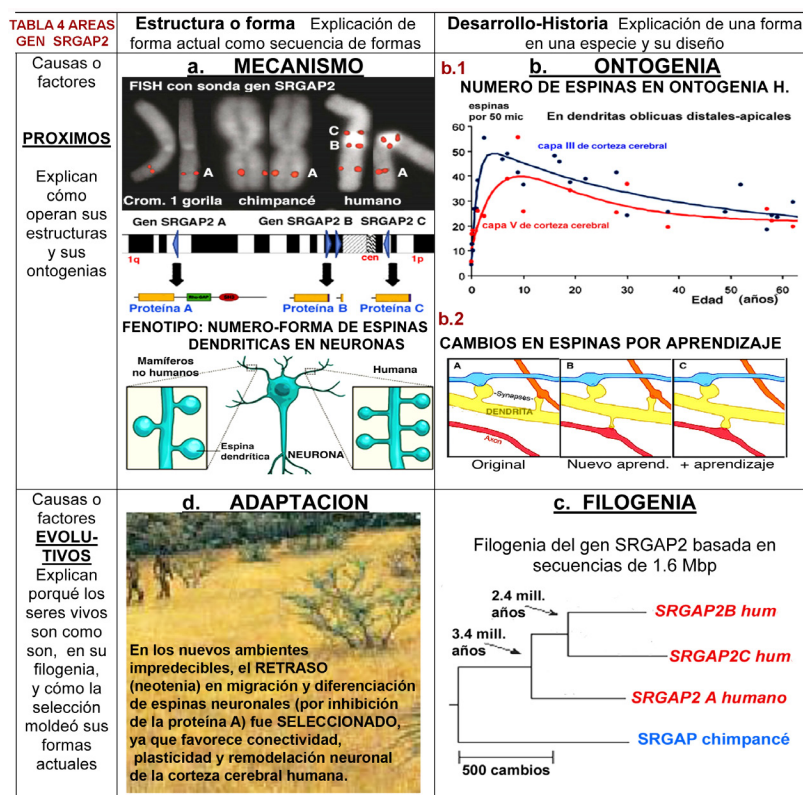 TABLA 4 AREAS
GEN SRGAP2
Estructura o forma Explicación de
forma actual como secuencia de formas
Desarrollo-Historia Explicación de una forma
en una especie y su diseño
Causas o
factores
PROXIMOS
Explican
cómo
operan sus
estructuras
y sus
ontogenias
a. MECANISMO
FISH con sonda gen SRGAP2
C
B
A
A
A
Crom. 1 gorila
chimpancé
humano
Gen SRGAP2 A
Gen SRGAP2 B
SRGAP2 C
1q
cen
1p
Proteína A
Proteína B
Proteína C
FENOTIPO: NUMERO-FORMA DE ESPINAS
DENDRITICAS EN NEURONAS
Mamíferos
no humanos
Humana
Espina
dendrítica
NEURONA
b.1
b. ONTOGENIA
NUMERO DE ESPINAS EN ONTOGENIA H.
espinas
por 50 mic
En dendritas oblicuas distales-apicales
60
50
40
30
20
10
0
capa III de corteza cerebral
capa V de corteza cerebral
0
10
20
30
40
50
60
Edad (años)
b.2
CAMBIOS EN ESPINAS POR APRENDIZAJE
A
B
C
-Synapses-
DENDRITA
Axon
Original
Nuevo aprend.
+ aprendizaje
Causas o
factores
EVOLU-
TIVOS
Explican
porqué los
seres vivos
son como
son, en su
filogenia,
y cómo la
selección
moldeó sus
formas
actuales
d. ADAPTACION
En los nuevos ambientes
impredecibles, el RETRASO
(neotenia) en migración y diferenciación
de espinas neuronales (por inhibición
de la proteína A) fue SELECCIONADO,
ya que favorece conectividad,
plasticidad y remodelación neuronal
de la corteza cerebral humana.
c. FILOGENIA
Filogenia del gen SRGAP2 basada en
secuencias de 1.6 Mbp
2.4 mill.
años
3.4 mill.
años
SRGAP2B hum
SRGAP2C hum
SRGAP2 A humano
SRGAP chimpancé
500 cambios